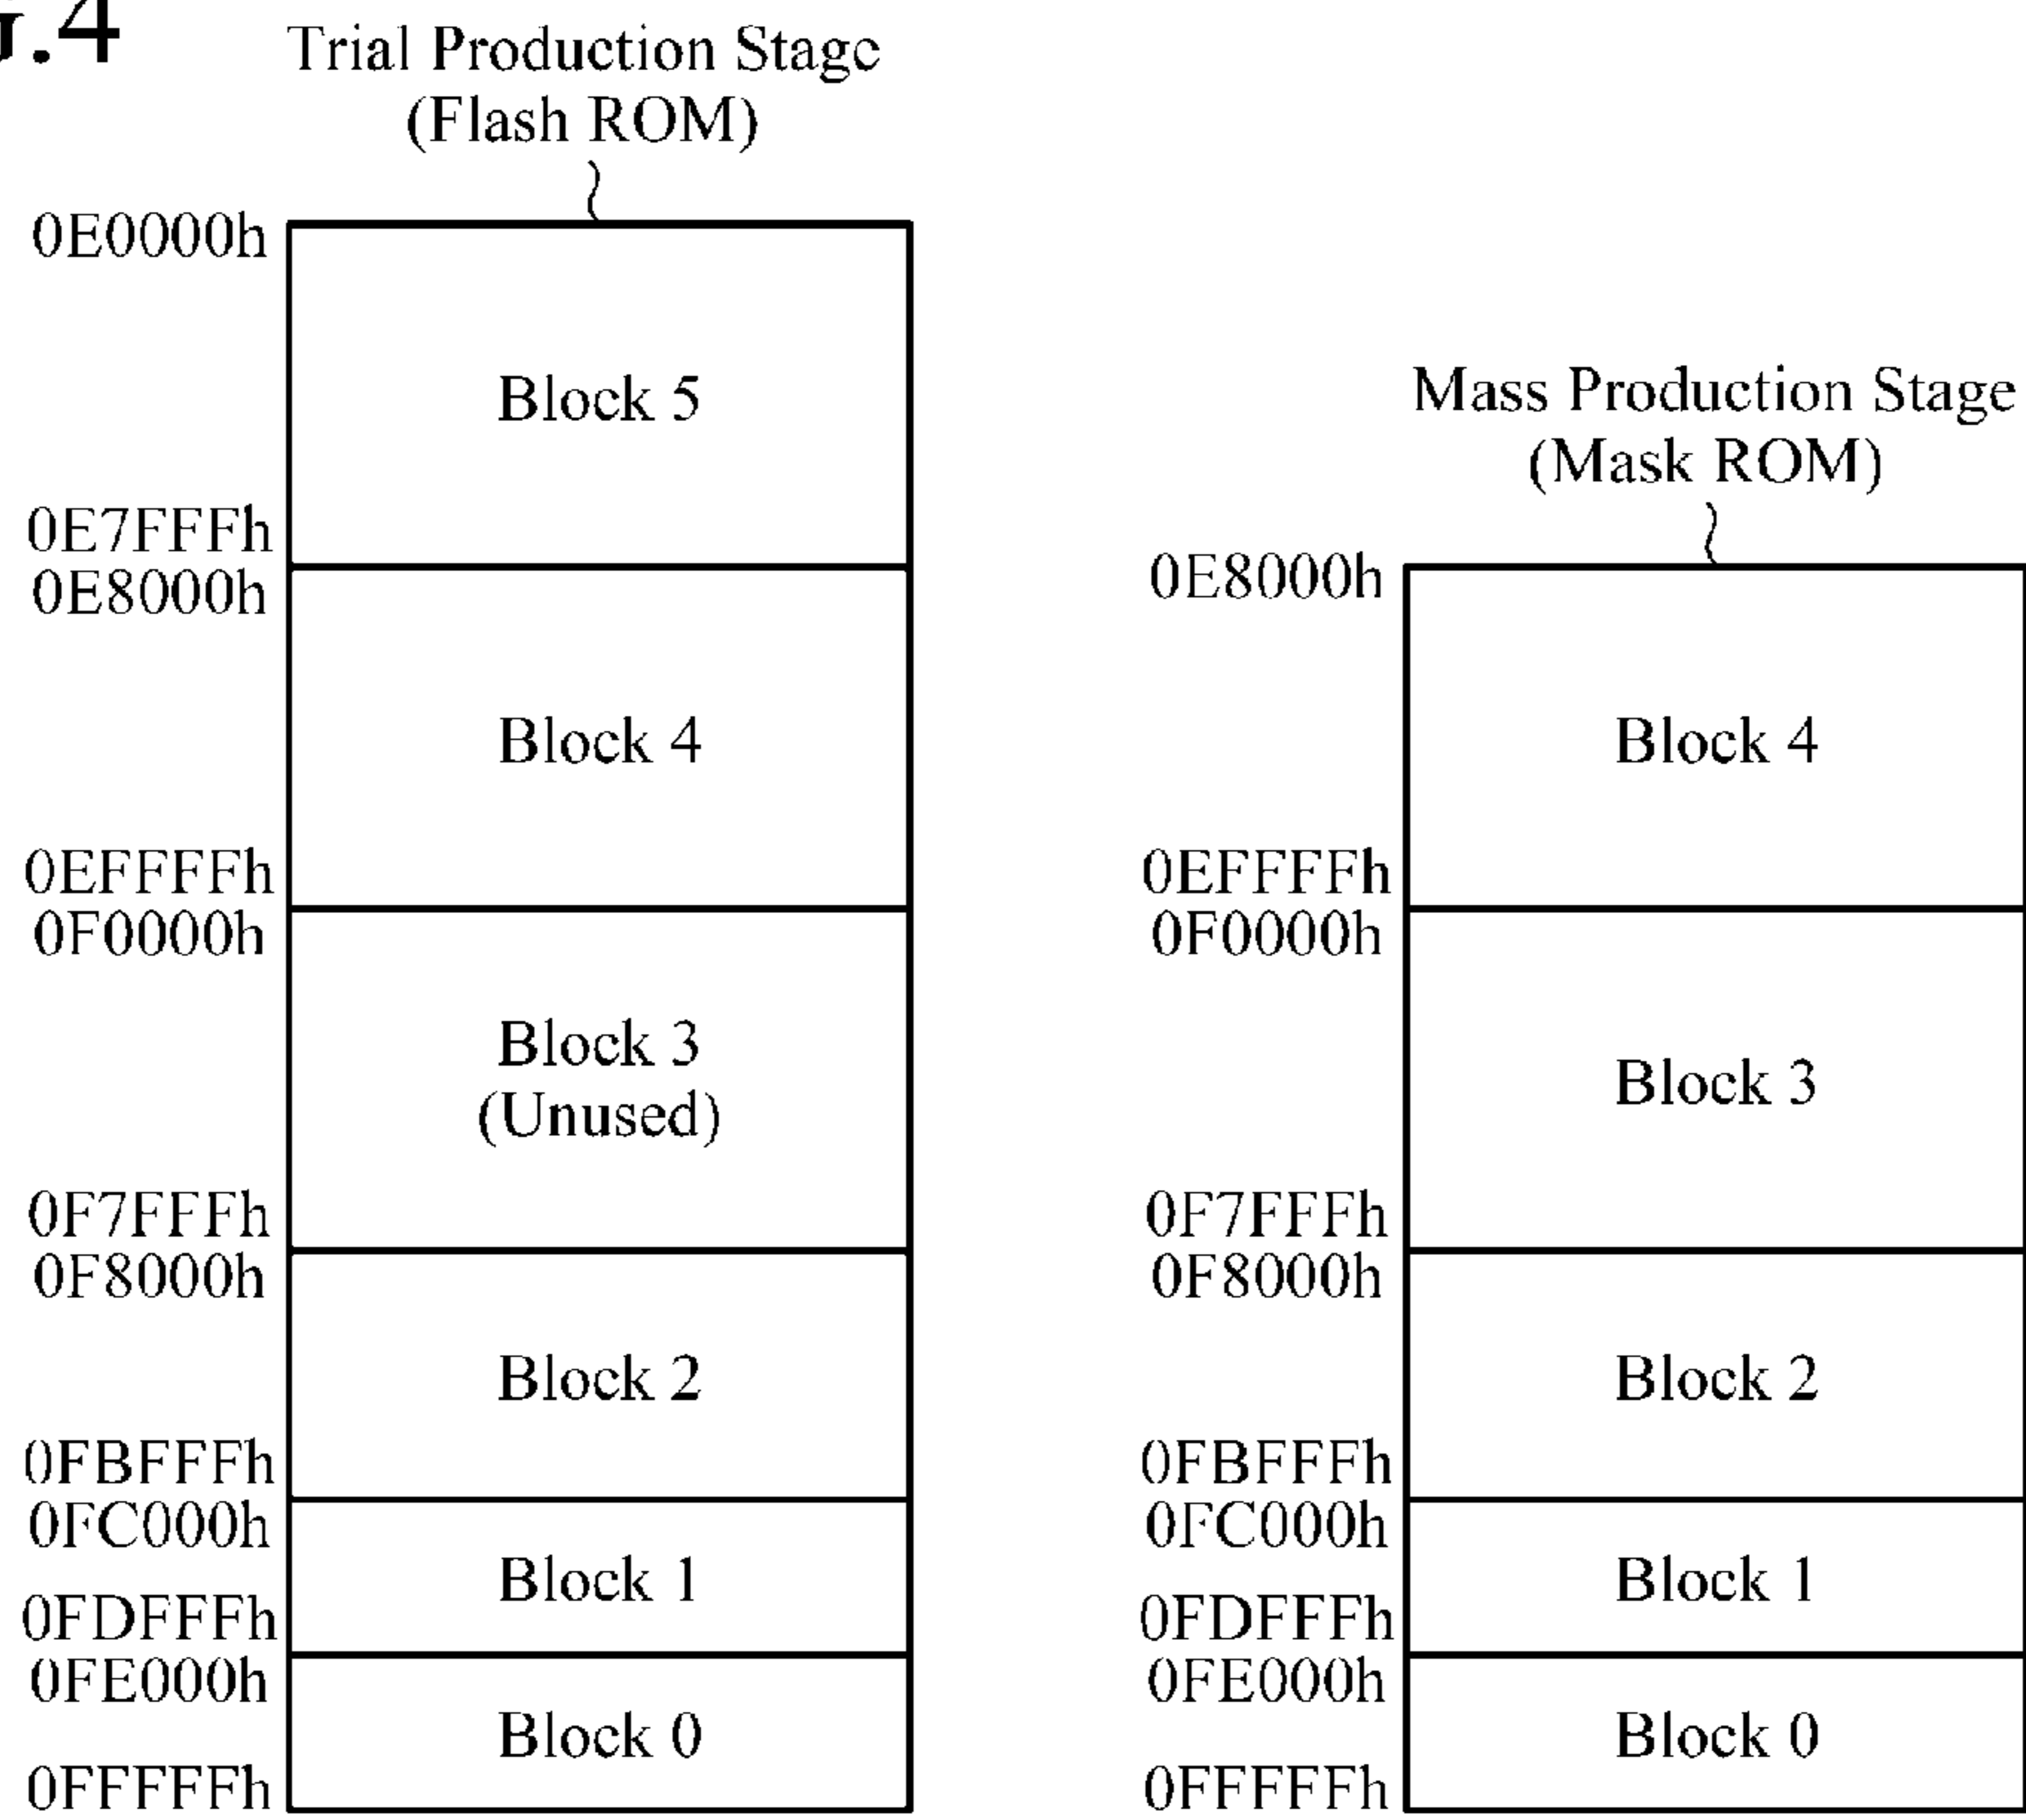 G.4
Trial Production Stage
(Flash ROM)
0E0000h
Block 5
0E7FFFh
0E8000h
Block 4
0EFFFFh
0F0000h
Block 3
(Unused)
0F7FFFh
0F8000h
Block 2
0FBFFFh
0FC000h
Block 1
0FDFFFh
0FE000h
Block 0
0FFFFFh
Mass Production Stage
(Mask ROM)
0E8000h
Block 4
0EFFFFh
0F0000h
Block 3
0F7FFFh
0F8000h
Block 2
0FBFFFh
0FC000h
Block 1
0FDFFFh
0FE000h
Block 0
0FFFFFh